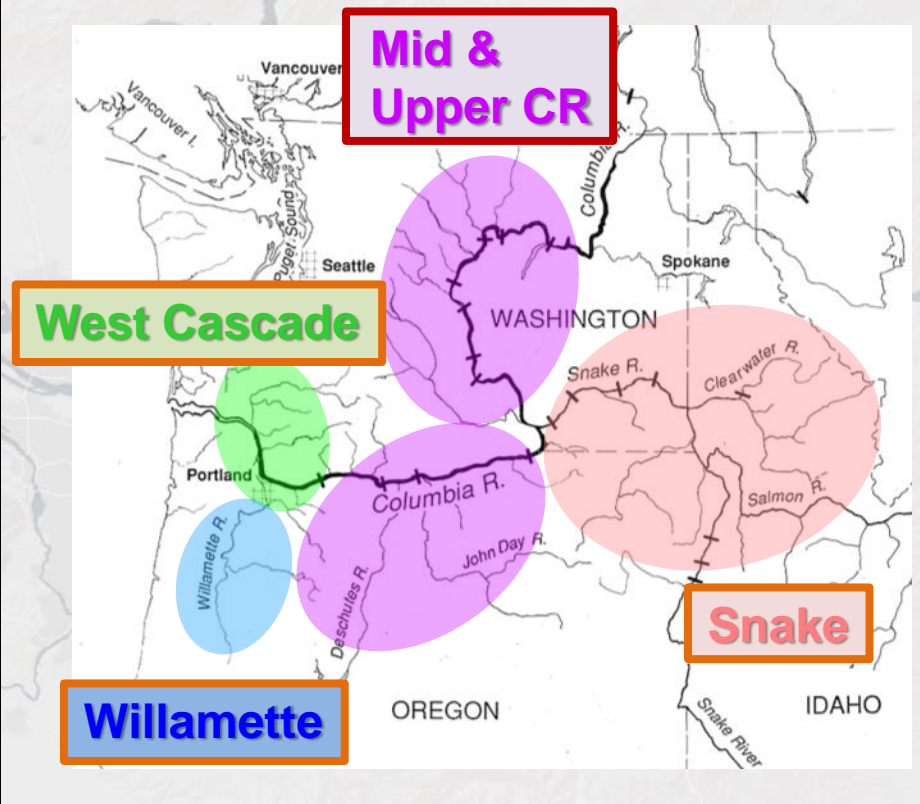 Mid &
Upper CR
Vancouver
Vancouver I.
Columbia R.
Puget Sound
Seattle
Spokane
West Cascade
WASHINGTON
Snake R.
Clearwater R.
Portland
Columbia R.
Salmon R.
Willamette R.
John Day R.
Deschutes R.
Snake
Willamette
OREGON
IDAHO
Snake River